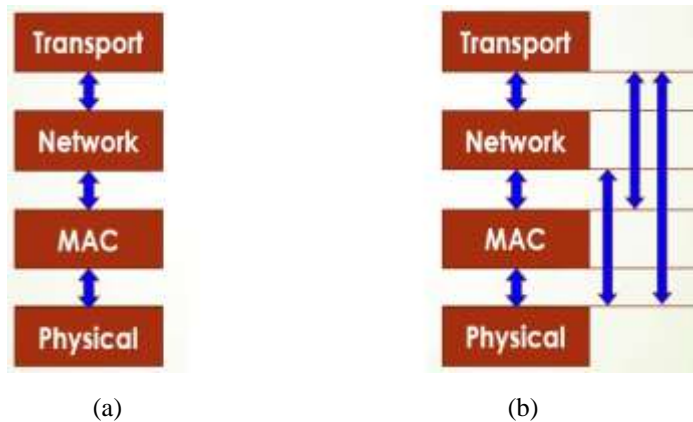 Transport
Network
MAC
Physical
(a)
Transport
Network
MAC
Physical
(b)